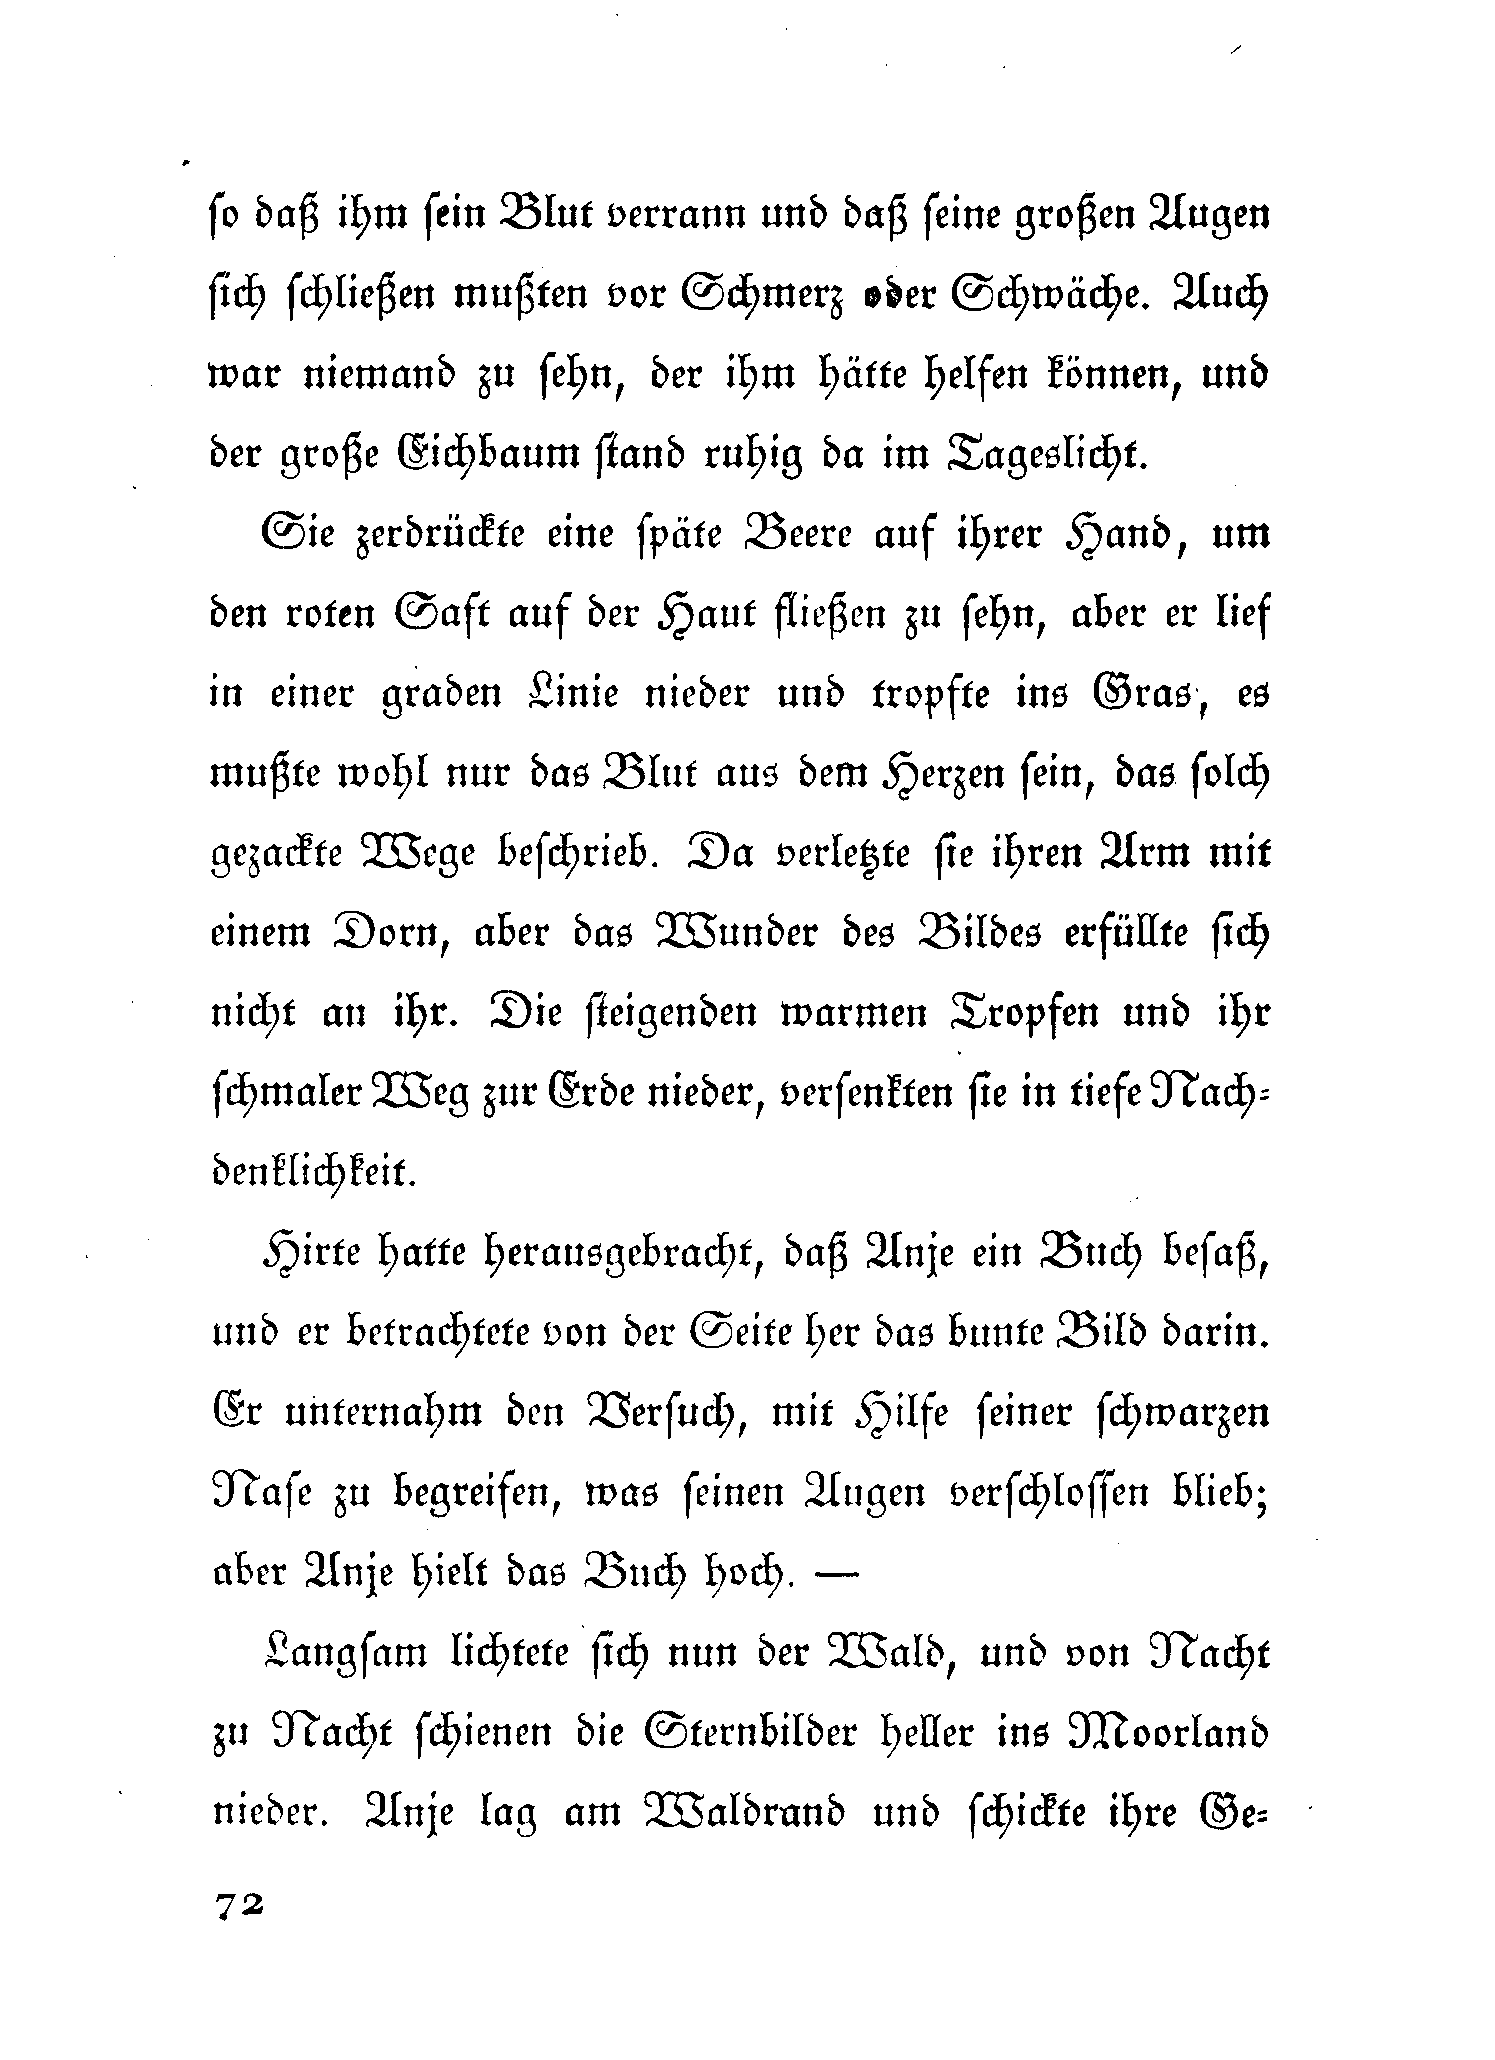 so daß ihm sein Blut verrann und daß seine großen Augen
sich schließen mußten vor Schmerz oder Schwäche. Auch
war niemand zu sehn, der ihm hätte helfen können, und
der große Eichbaum stand ruhig da im Tageslicht.
Sie zerdrückte eine späte Beere auf ihrer Hand, um
den roten Saft auf der Haut fließen zu sehn, aber er lief
in einer graden Linie nieder und tropfte ins Gras, es
mußte wohl nur das Blut aus dem Herzen sein, das solch
gezackte Wege beschrieb. Da verletzte sie ihren Arm mit
einem Dorn, aber das Wunder des Bildes erfüllte sich
nicht an ihr. Die steigenden warmen Tropfen und ihr
schmaler Weg zur Erde nieder, versenkten sie in tiefe Nach-
denklichkeit.
Hirte hatte herausgebracht, daß Anje ein Buch besaß,
und er betrachtete von der Seite her das bunte Bild darin.
Er unternahm den Versuch, mit Hilfe seiner schwarzen
Nase zu begreifen, was seinen Augen verschlossen blieb;
aber Anje hielt das Buch hoch. —
Langsam lichtete sich nun der Wald, und von Nacht
zu Nacht schienen die Sternbilder heller ins Moorland
nieder. Anje lag am Waldrand und schickte ihre Ge-
72